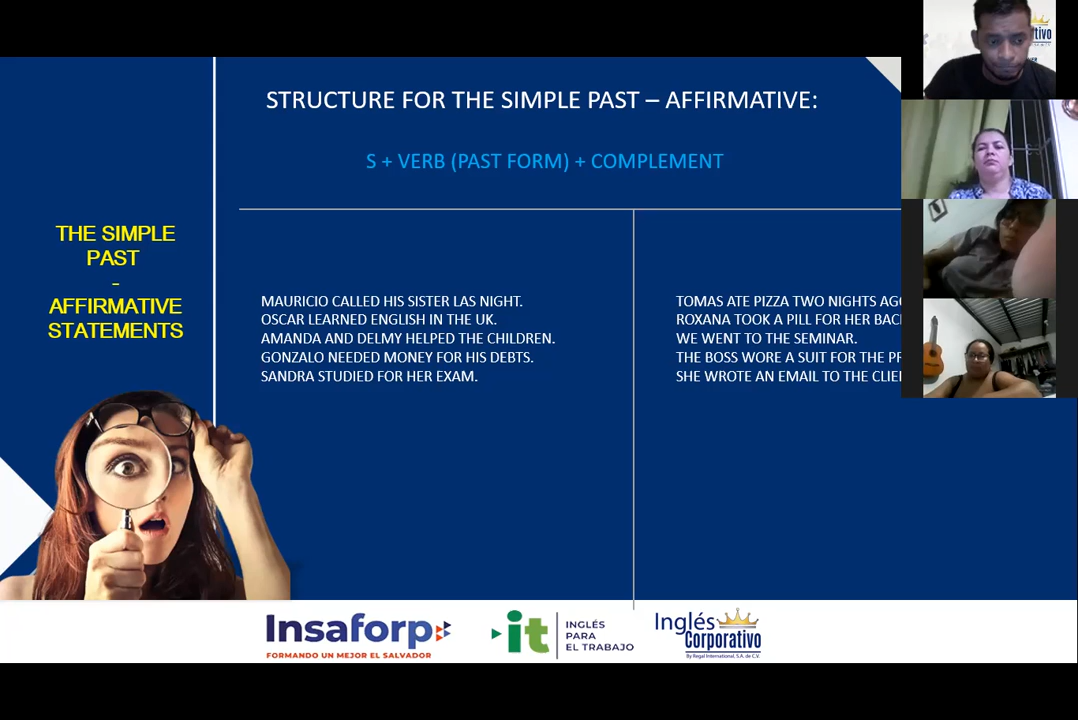 STRUCTURE FOR THE SIMPLE PAST – AFFIRMATIVE:
S + VERB (PAST FORM) + COMPLEMENT
THE SIMPLE
PAST
-
AFFIRMATIVE
STATEMENTS
MAURICIO CALLED HIS SISTER LAS NIGHT.
OSCAR LEARNED ENGLISH IN THE UK.
AMANDA AND DELMY HELPED THE CHILDREN.
GONZALO NEEDED MONEY FOR HIS DEBTS.
SANDRA STUDIED FOR HER EXAM.
TOMAS ATE PIZZA TWO NIGHTS
ROXANA TOOK A PILL FOR HER
WE WENT TO THE SEMINAR.
THE BOSS WORE A SUIT FOR THE
SHE WROTE AN EMAIL TO THE
Insaforp
FORMANDO UN MEJOR EL SALVADOR
it
INGLÉS
PARA
EL TRABAJO
Inglés
Corporativo
By Regal International, S.A. de C.V.